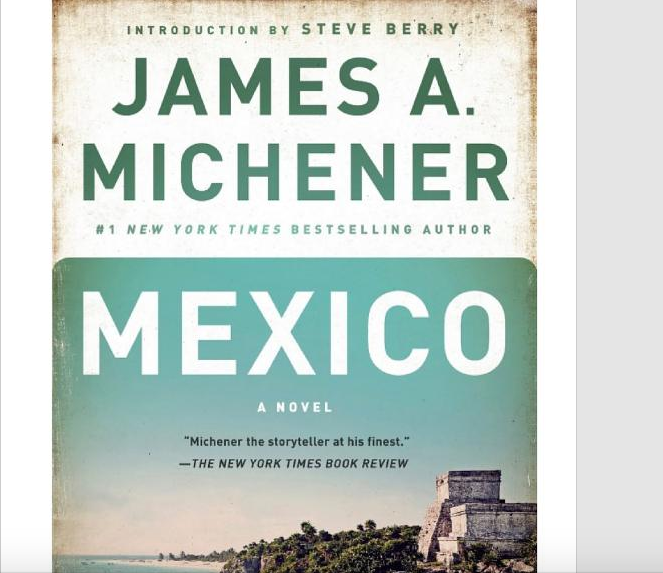 INTRODUCTION BY STEVE BERRY
JAMES A.
MICHENER
#1 NEW YORK TIMES BESTSELLING AUTHOR
MEXICO
A NOVEL
“Michener the storyteller at his finest.”
—THE NEW YORK TIMES BOOK REVIEW